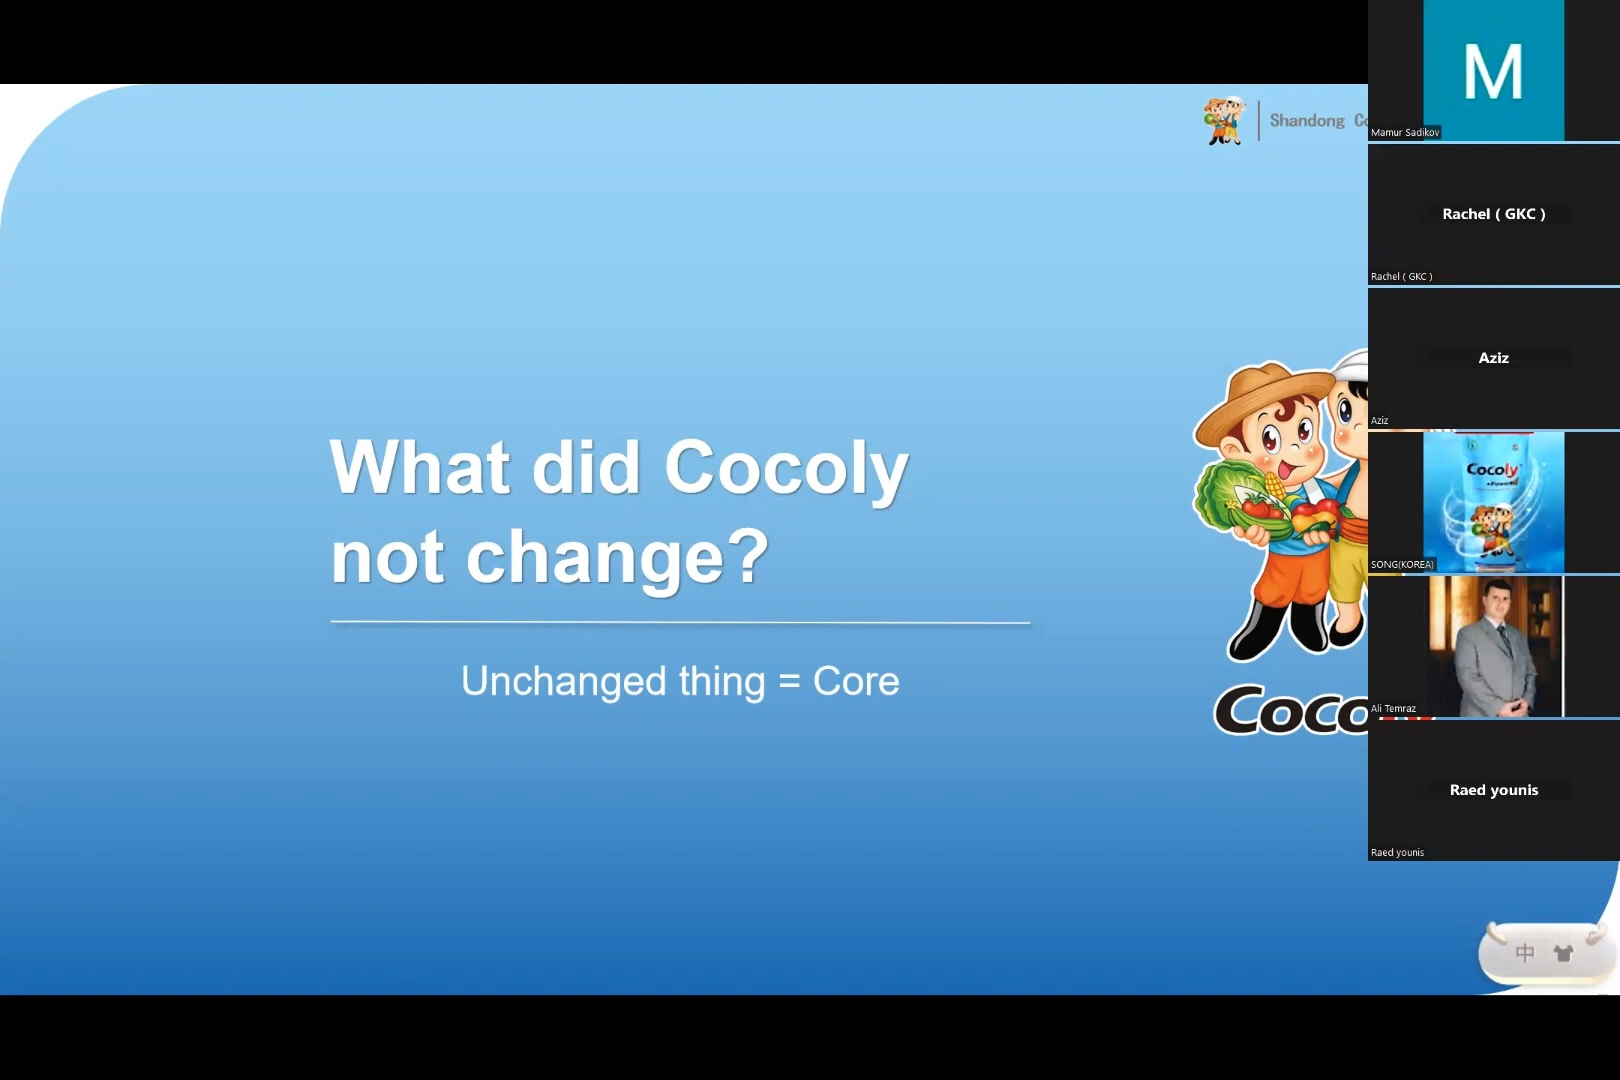 Shandong
What did Cocoly
not change?
Unchanged thing = Core
M
Mamur Sadikov
Rachel ( GKC )
Rachel ( GKC )
Aziz
Aziz
Cocoly
SONG(KOREA)
Ali Temraz
Raed younis
Raed younis
中